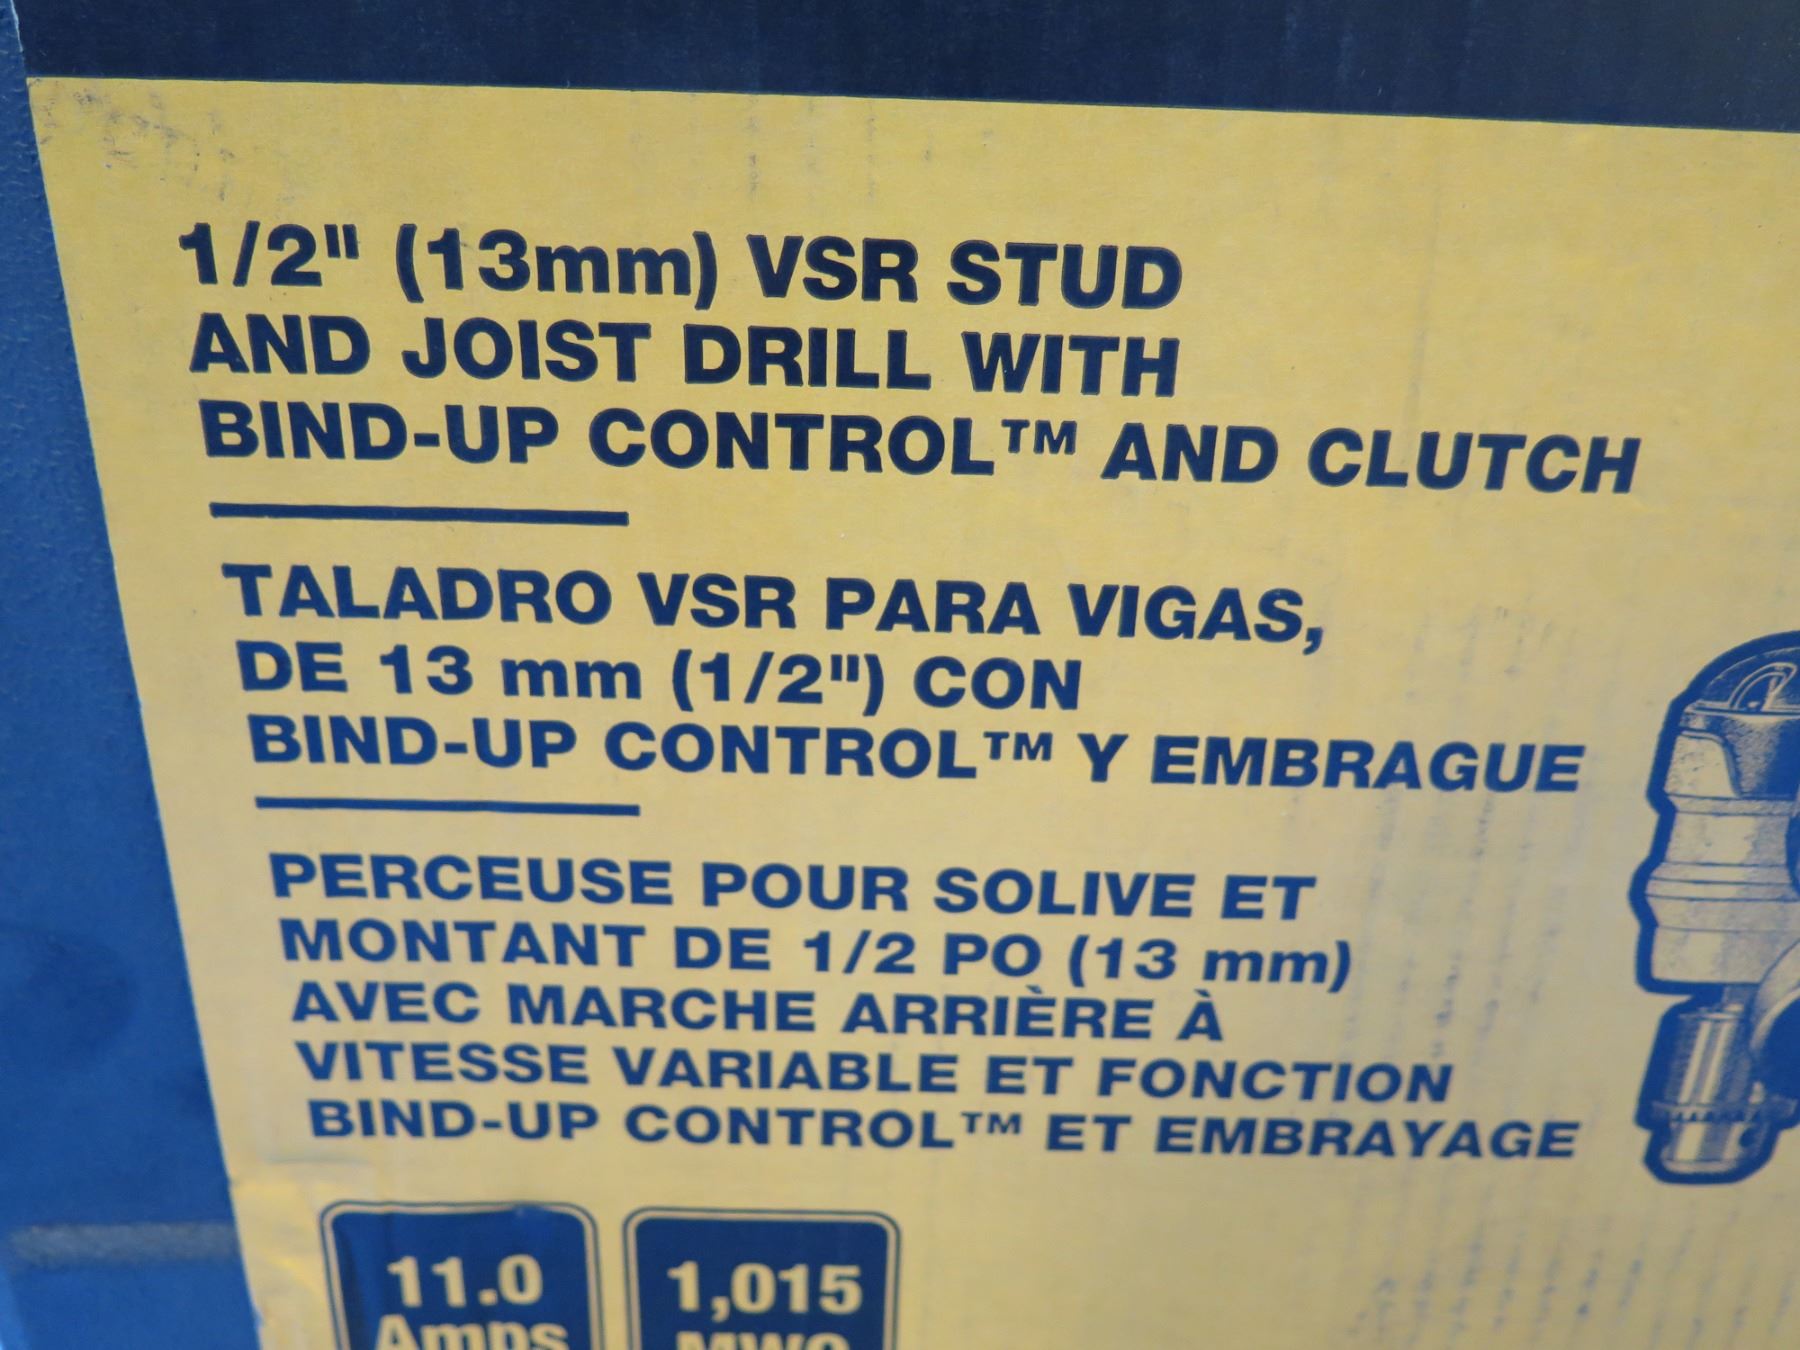 1/2" (13mm) VSR STUD
AND JOIST DRILL WITH
BIND-UP CONTROL™ AND CLUTCH
TALADRO VSR PARA VIGAS,
DE 13 mm (1/2") CON
BIND-UP CONTROL™ Y EMBRAGUE
PERCEUSE POUR SOLIVE ET
MONTANT DE 1/2 PO (13 mm)
AVEC MARCHE ARRIÈRE À
VITESSE VARIABLE ET FONCTION
BIND-UP CONTROL™ ET EMBRAYAGE
11.0
Amps
1,015
MWO